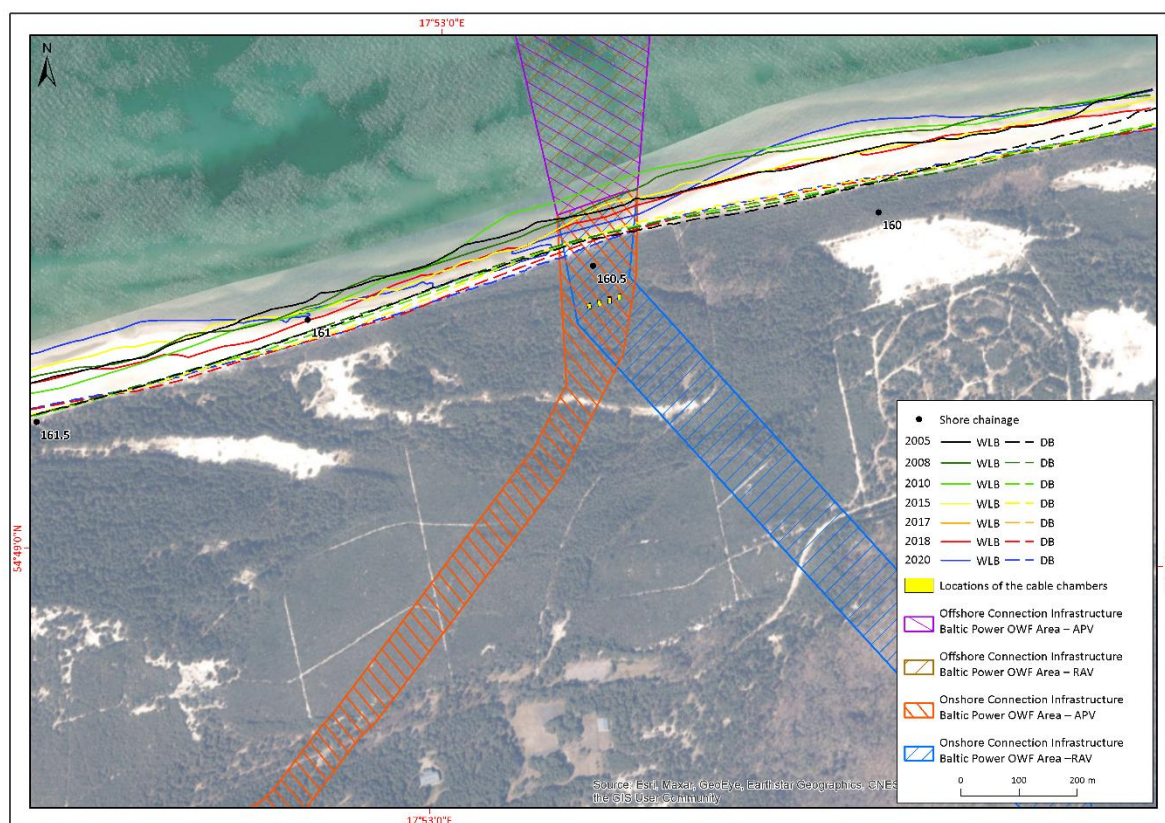 17°53'0"E
N
160
160.5
161
161.5
54°49'0"N
Shore chainage
2005 WLB DB
2008 WLB DB
2010 WLB DB
2015 WLB DB
2017 WLB DB
2018 WLB DB
2020 WLB DB
Locations of the cable chambers
Offshore Connection Infrastructure
Baltic Power OWF Area – APV
Offshore Connection Infrastructure
Baltic Power OWF Area – RAV
Onshore Connection Infrastructure
Baltic Power OWF Area – APV
Onshore Connection Infrastructure
Baltic Power OWF Area –RAV
0 100 200 m
Source: Esri, Maxar, GeoEye, Earthstar Geographics, CNES
the GIS User Community
17°53'0"E